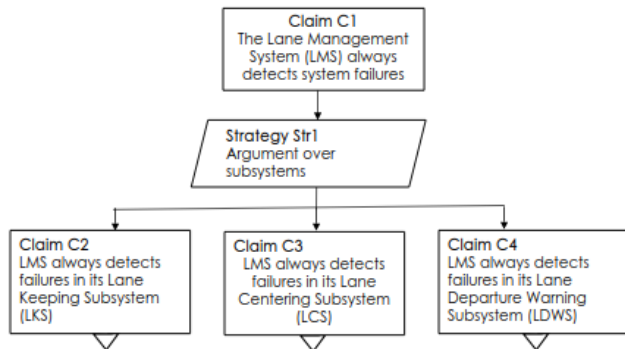 Claim C1
The Lane Management
System (LMS) always
detects system failures
Strategy Str1
Argument over
subsystems
Claim C2
LMS always detects
failures in its Lane
Keeping Subsystem
(LKS)
Claim C3
LMS always detects
failures in its Lane
Centering Subsystem
(LCS)
Claim C4
LMS always detects
failures in its Lane
Departure Warning
Subsystem (LDWS)